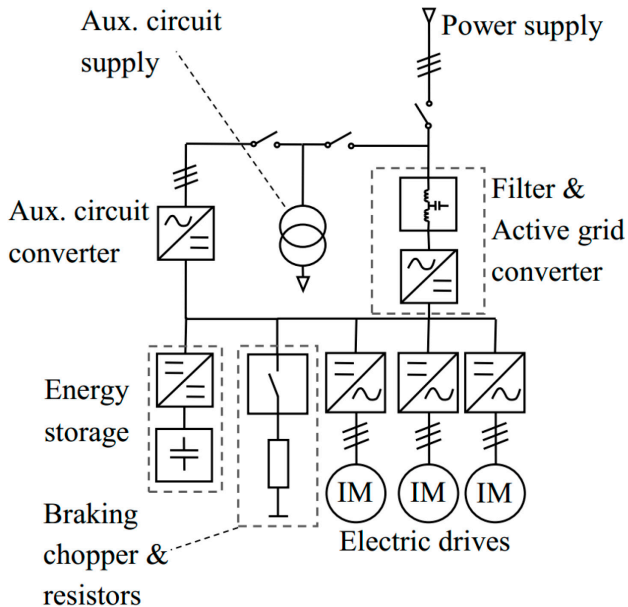 Aux. circuit
supply
Power supply
Aux. circuit
converter
Filter &
Active grid
converter
Energy
storage
IM IM IM
Electric drives
Braking
chopper &
resistors